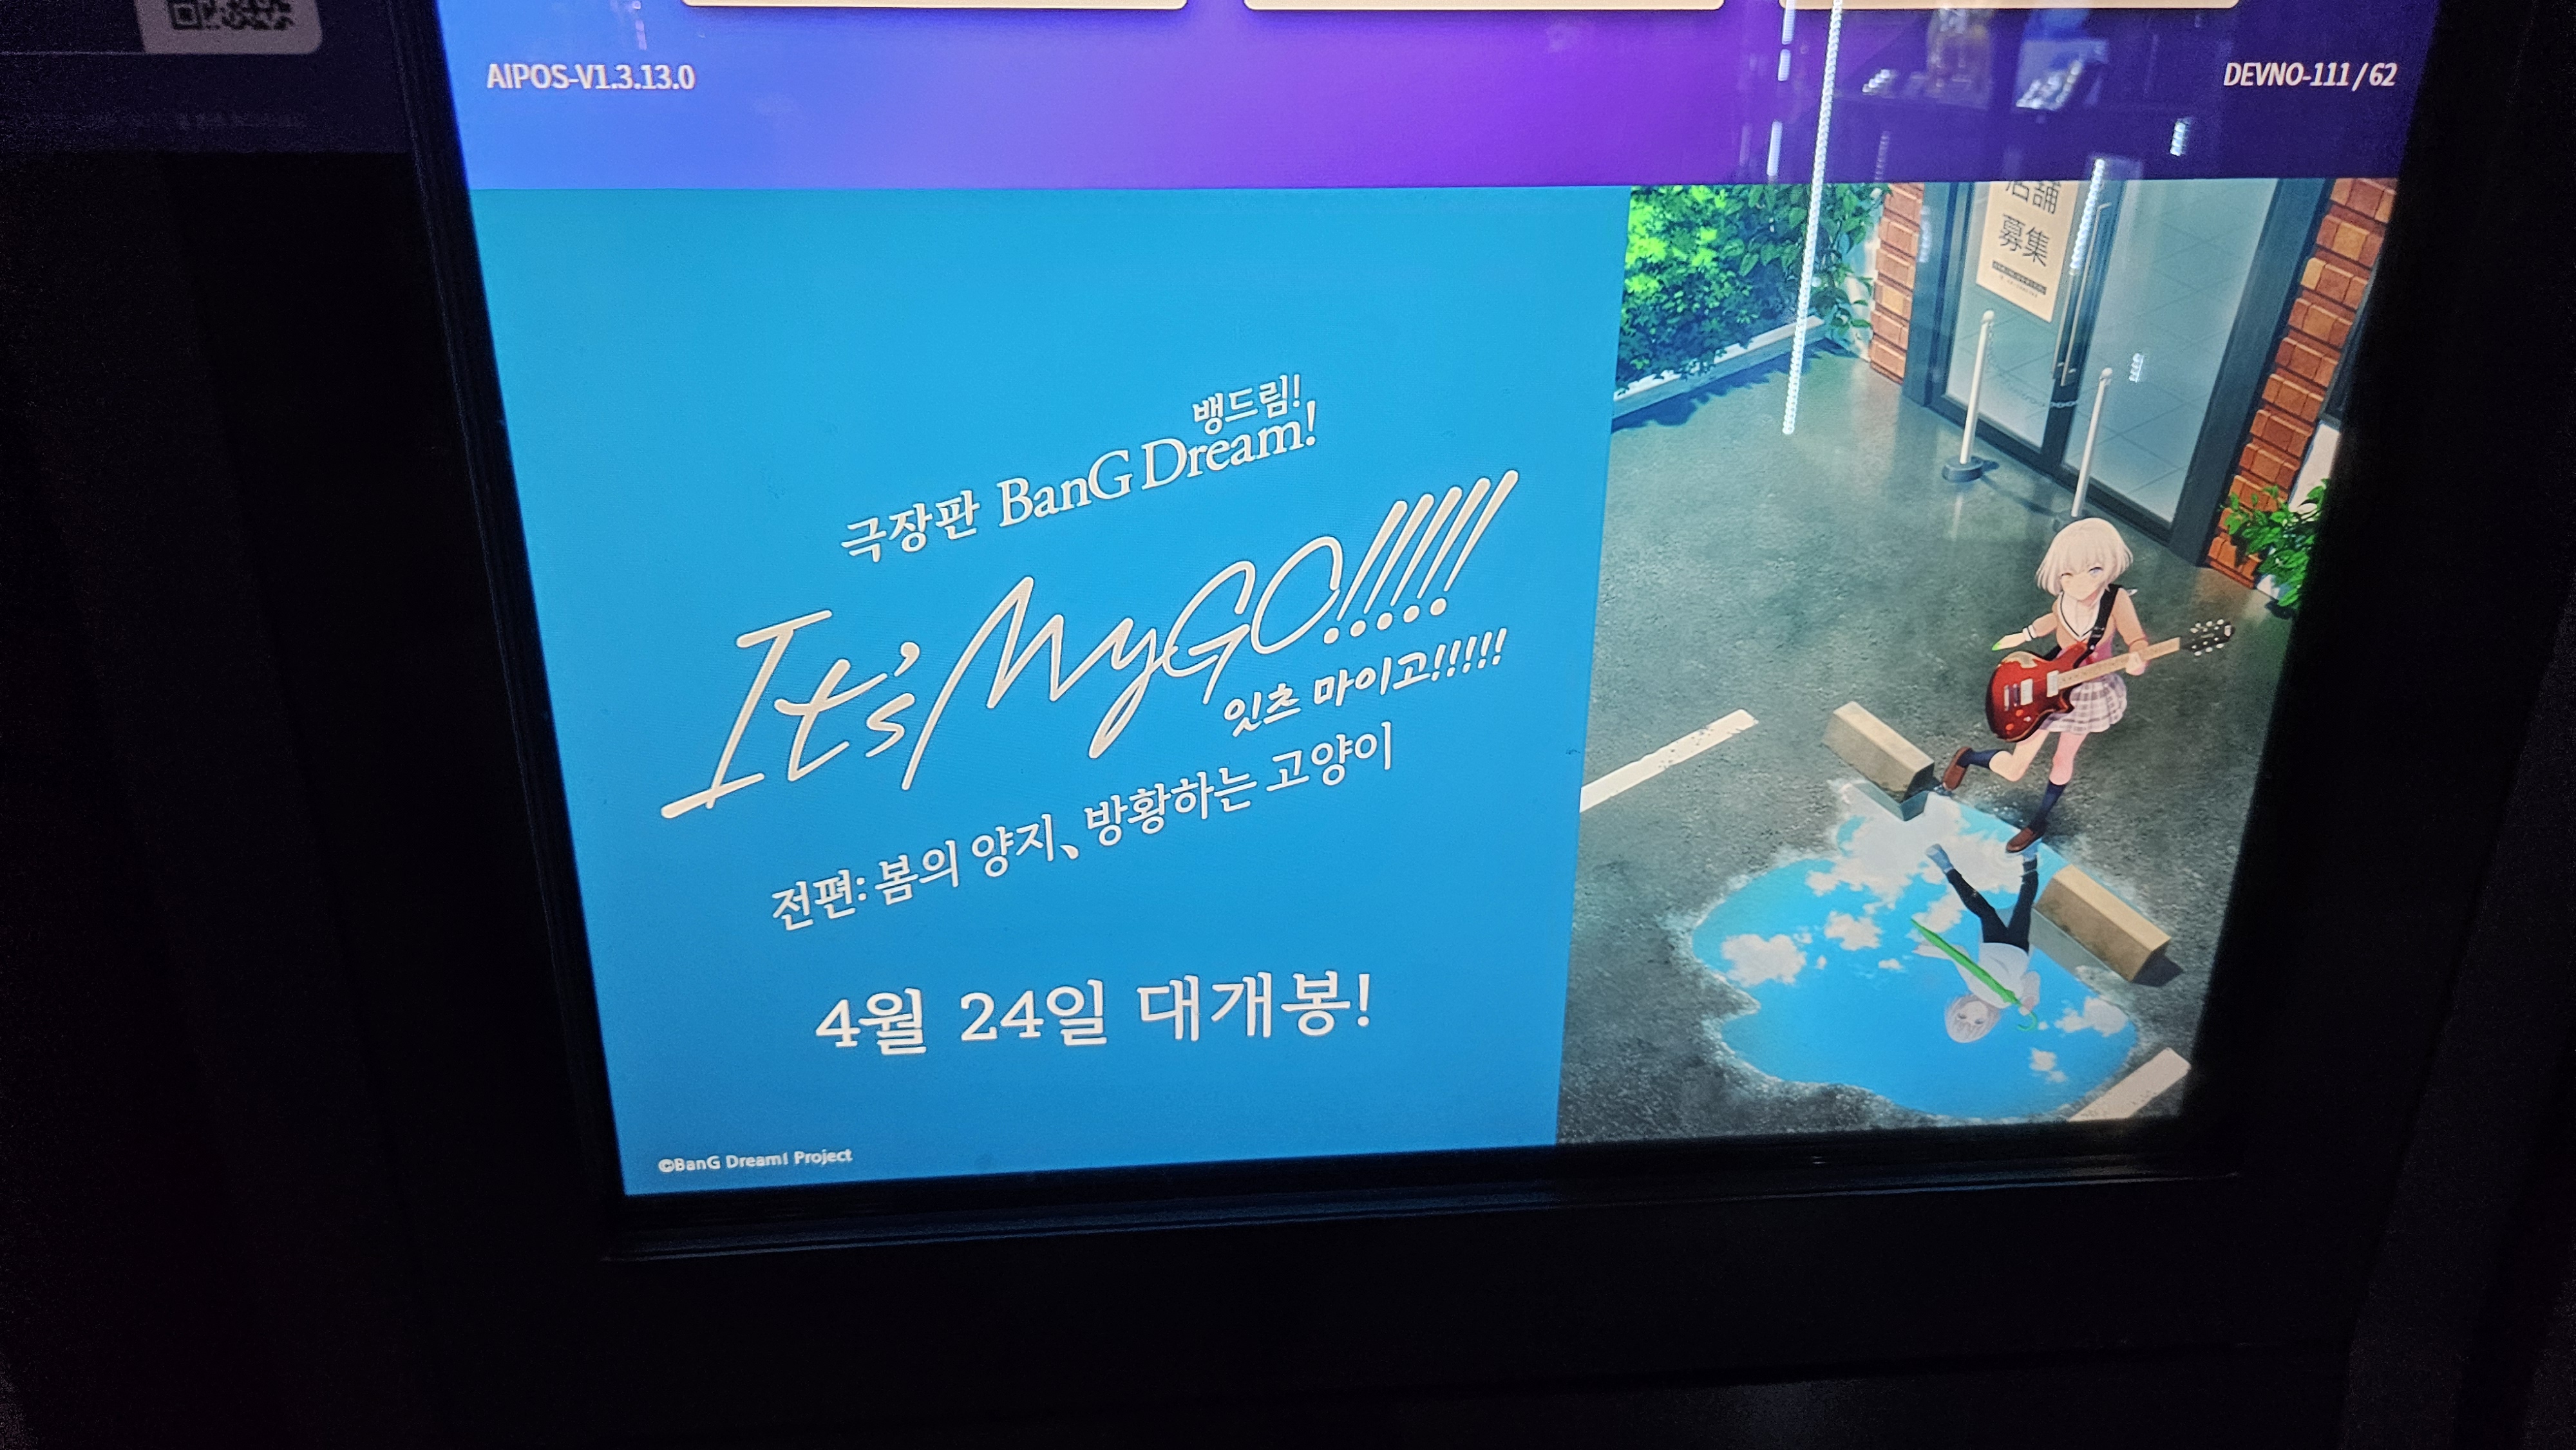 AIPOS-V1.3.13.0
DEVNO-111 / 62
뱅드림!
극장판 BanG Dream!
It's MyGO!!!!!
잇츠 마이고!!!!!
전편: 봄의 양지、방황하는 고양이
4월 24일 대개봉!
©BanG Dream! Project
店舗
募集